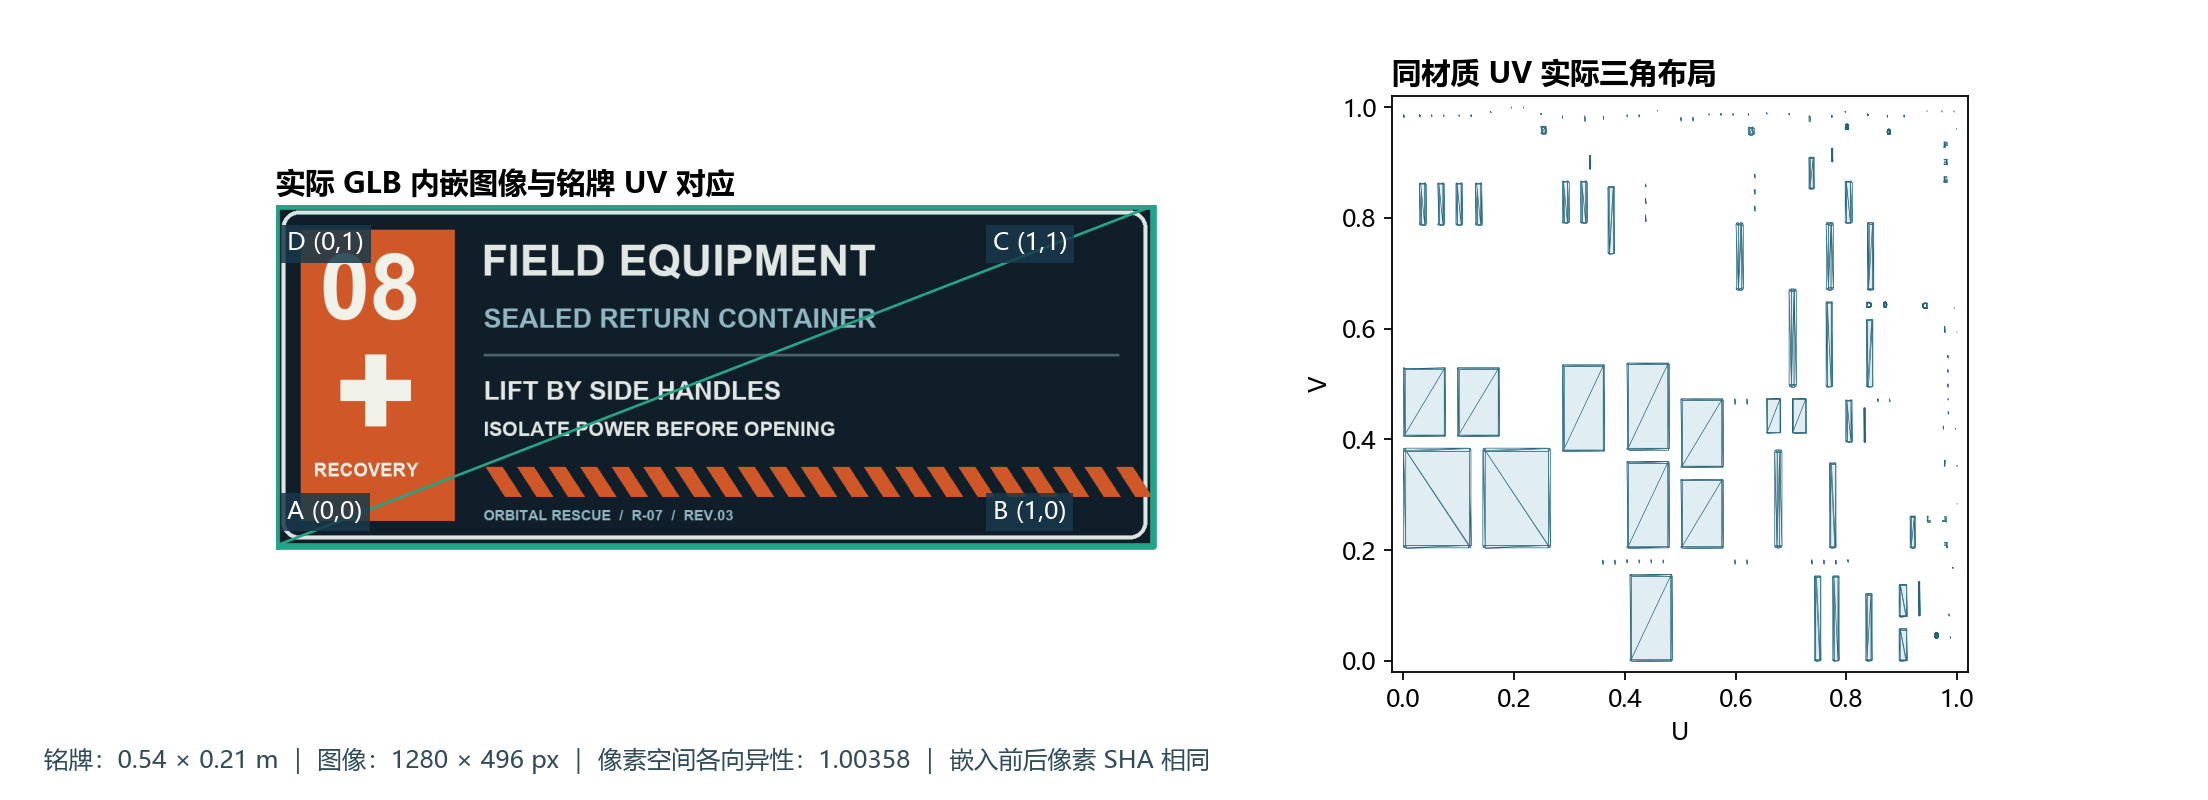 实际 GLB 内嵌图像与铭牌 UV 对应
D (0,1)
C (1,1)
08
FIELD EQUIPMENT
SEALED RETURN CONTAINER
LIFT BY SIDE HANDLES
ISOLATE POWER BEFORE OPENING
RECOVERY
A (0,0)
B (1,0)
ORBITAL RESCUE / R-07 / REV.03
同材质 UV 实际三角布局
1.0
0.8
0.6
0.4
0.2
0.0
V
0.0 0.2 0.4 0.6 0.8 1.0
U
铭牌：0.54 × 0.21 m | 图像：1280 × 496 px | 像素空间各向异性：1.00358 | 嵌入前后像素 SHA 相同